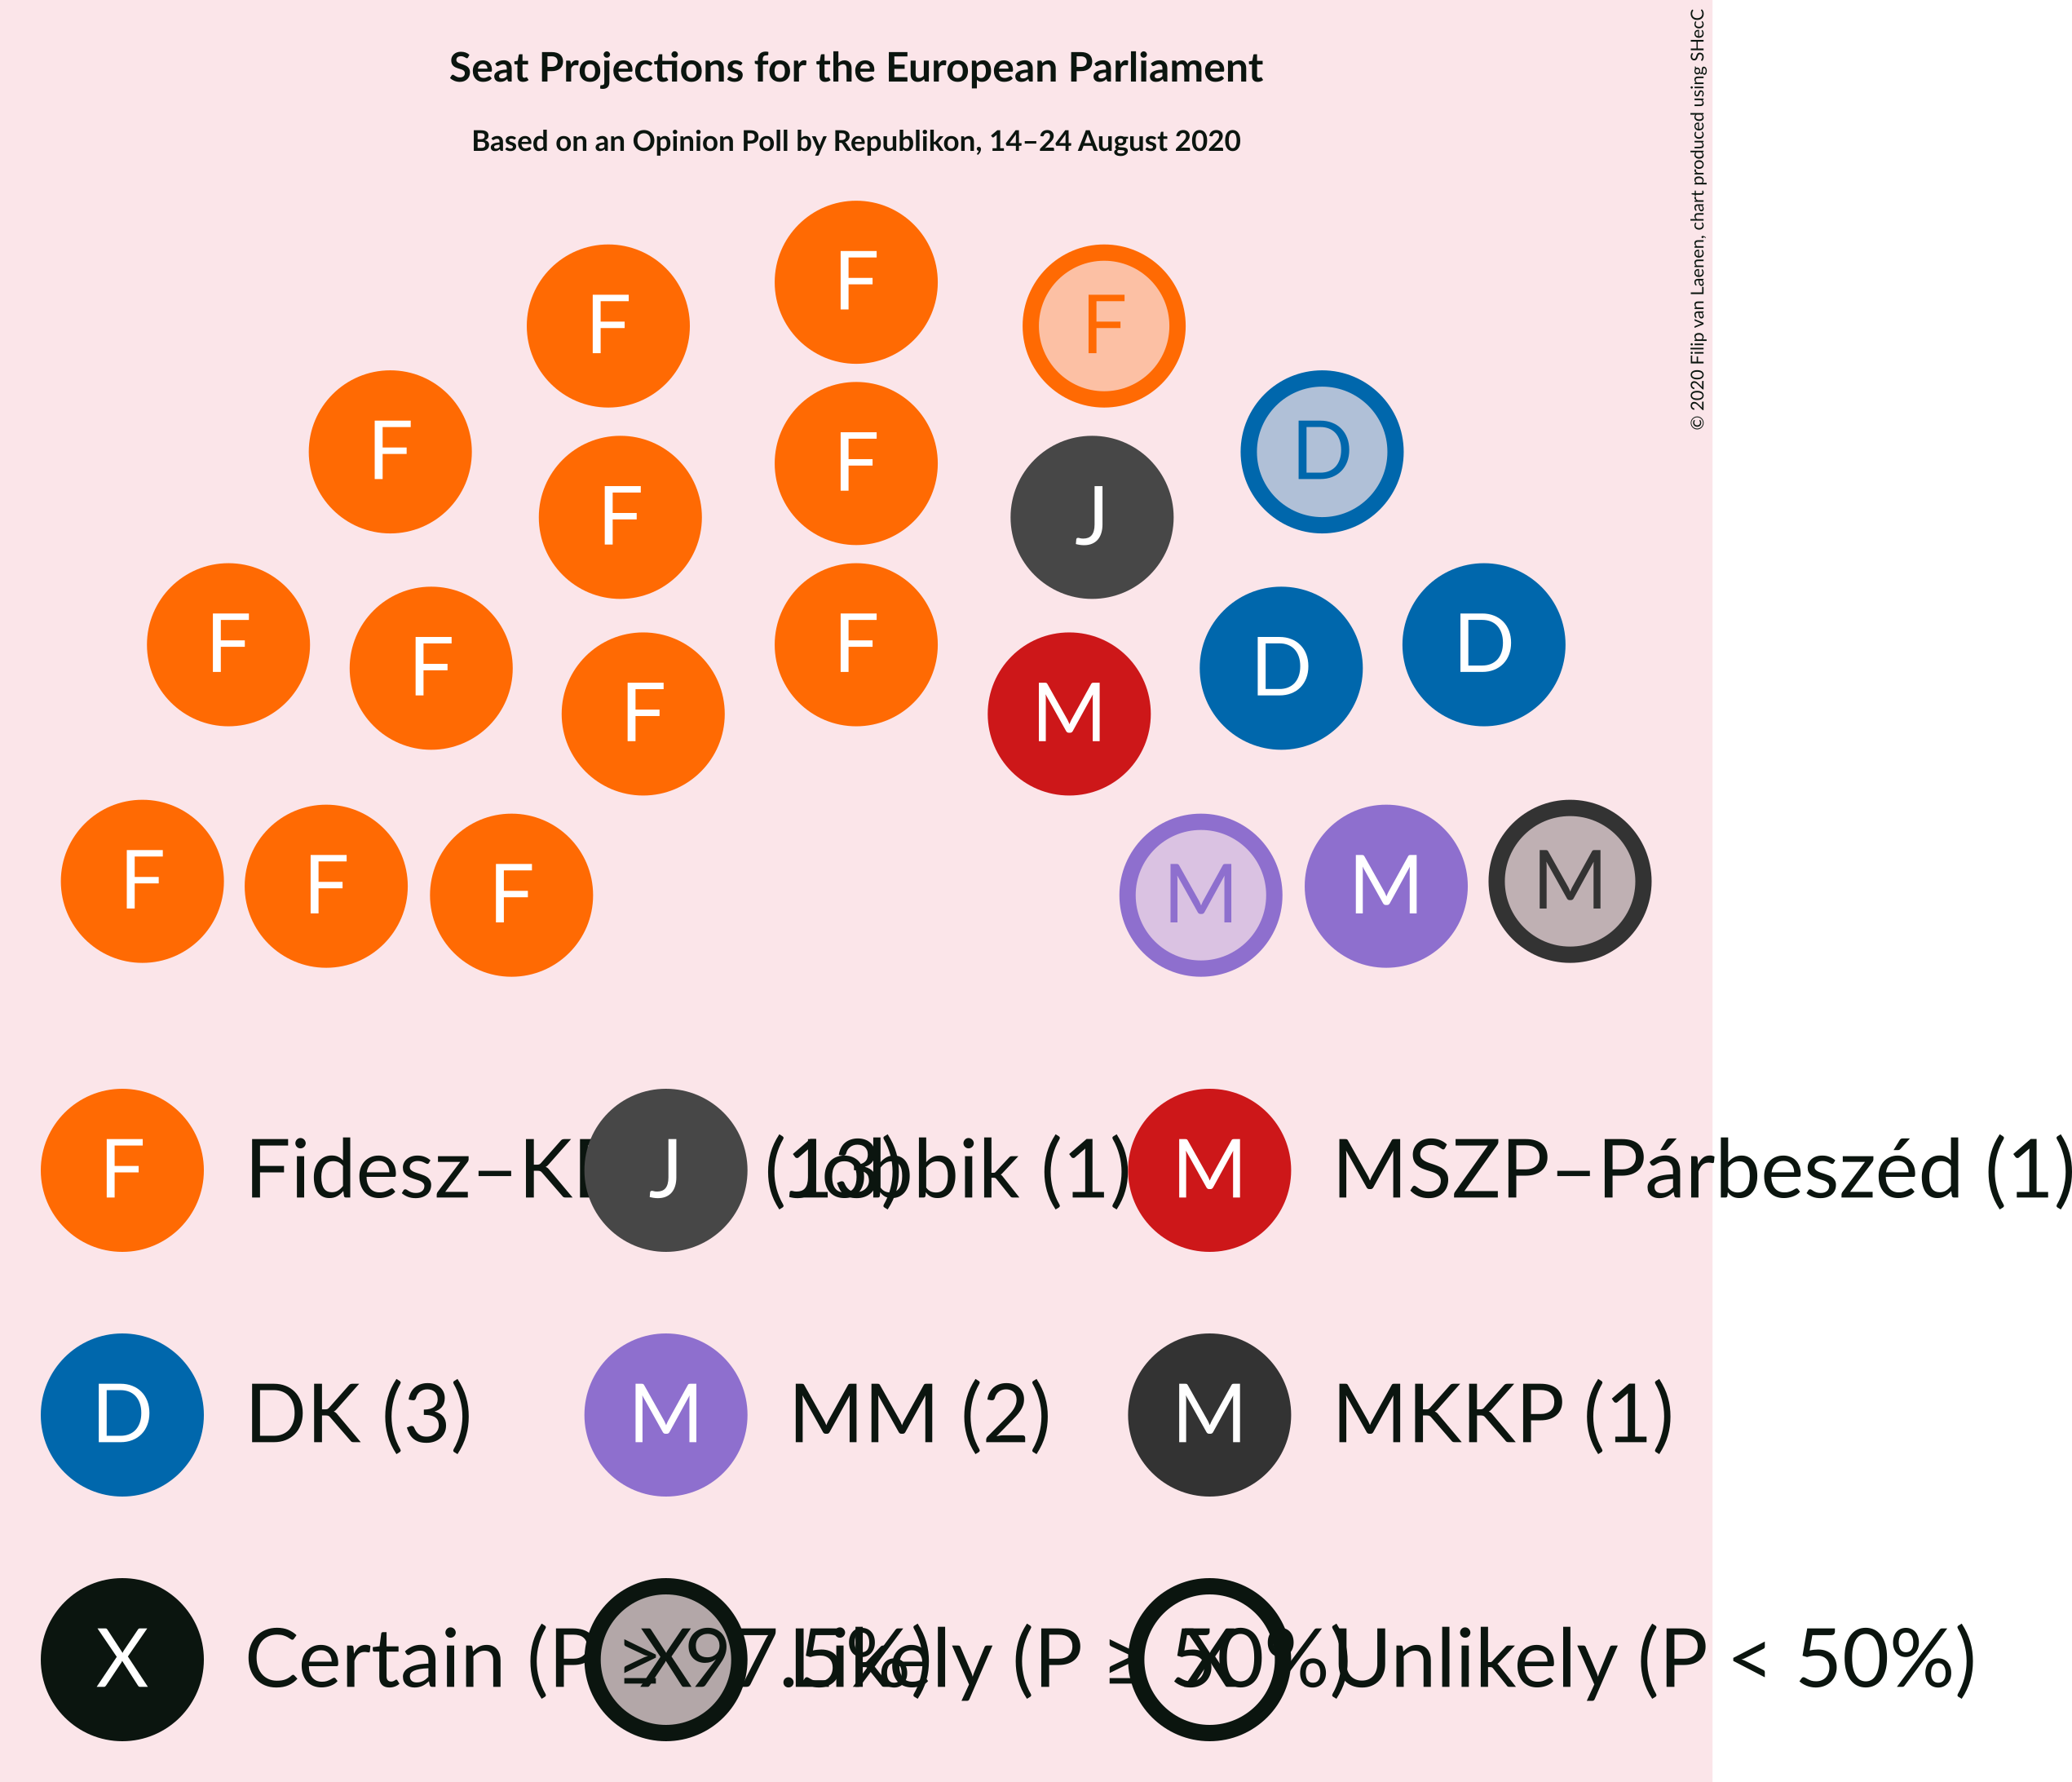 Seat Projections for the European Parliament
Based on an Opinion Poll by Republikon, 14–24 August 2020
© 2020 Filip van Laenen, chart produced using SHecC
F
F F
F D
F J
F F
F D D
F F
F M
F F F M M M
F Fidesz–K (13) J Jobbik (1) M MSZP–Párbeszéd (1)
D DK (3) M MM (2) M MKKP (1)
X Certain (P ≥ 97.5%) X Likely (P ≥ 50%) X Unlikely (P < 50%)